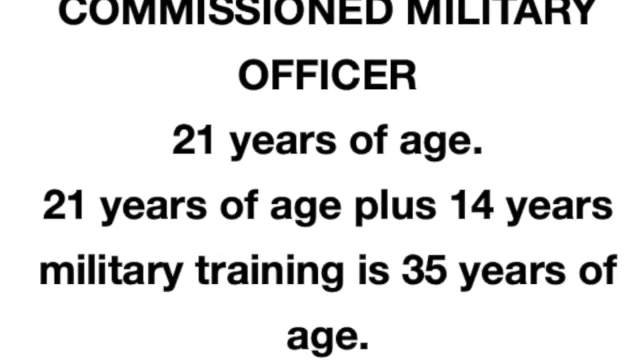 COMMISSIONED MILITARY
OFFICER
21 years of age.
21 years of age plus 14 years
military training is 35 years of
age.